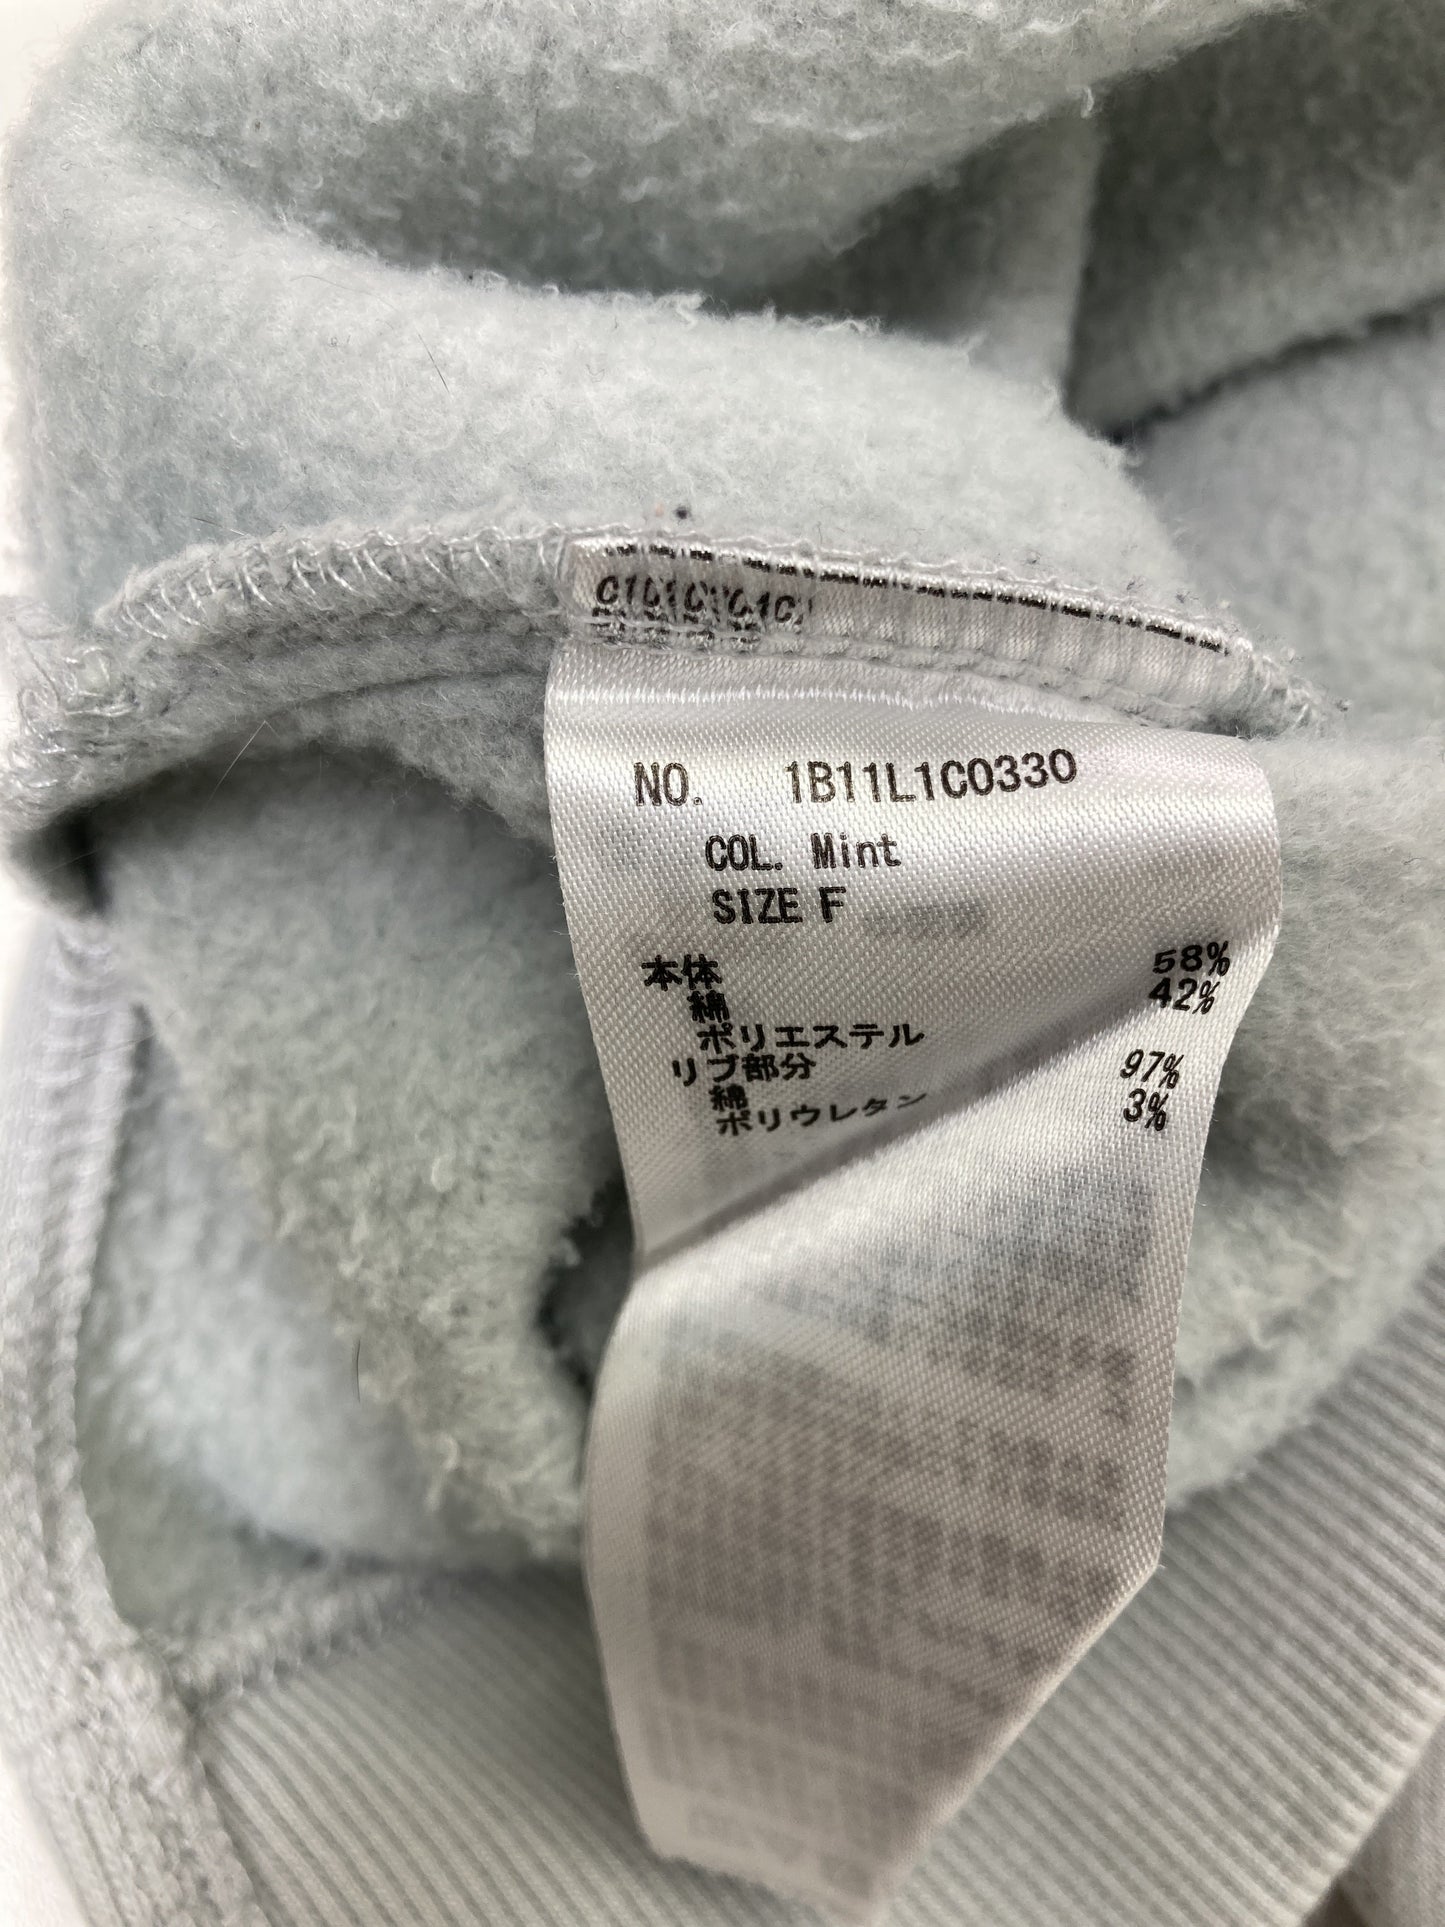 NO. 1B11L1C0330
COL. Mint
SIZE F
本体
綿 58%
ポリエステル 42%
リブ部分
綿 97%
ポリウレタン 3%